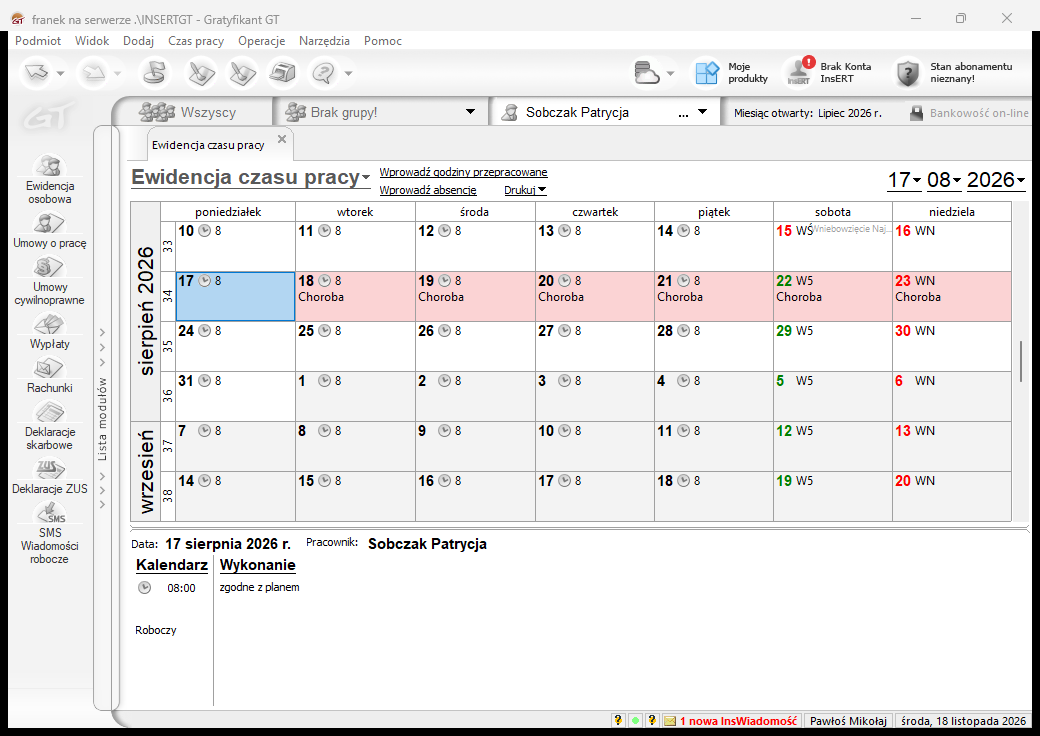 franek na serwerze .\INSERTGT - Gratyfikant GT
Podmiot Widok Dodaj Czas pracy Operacje Narzędzia Pomoc
Moje produkty
Brak Konta InsERT
Stan abonamentu nieznany!
Wszyscy
Brak grupy!
Sobczak Patrycja ...
Miesiąc otwarty: Lipiec 2026 r.
Bankowość on-line
GT
Ewidencja osobowa
Umowy o pracę
Umowy cywilnoprawne
Wypłaty
Rachunki
Deklaracje skarbowe
ZUS
Deklaracje ZUS
SMS
SMS Wiadomości robocze
Lista modułów
Ewidencja czasu pracy
Ewidencja czasu pracy
Wprowadź godziny przepracowane
Wprowadź absencję Drukuj
17 08 2026
poniedziałek wtorek środa czwartek piątek sobota niedziela
sierpień 2026
33
10 8 11 8 12 8 13 8 14 8 15 WŚ Wniebowzięcie Naj... 16 WN
34
17 8 18 8 19 8 20 8 21 8 22 W5 23 WN
Choroba Choroba Choroba Choroba Choroba Choroba
35
24 8 25 8 26 8 27 8 28 8 29 W5 30 WN
36
31 8 1 8 2 8 3 8 4 8 5 W5 6 WN
wrzesień
37
7 8 8 8 9 8 10 8 11 8 12 W5 13 WN
38
14 8 15 8 16 8 17 8 18 8 19 W5 20 WN
Data: 17 sierpnia 2026 r. Pracownik: Sobczak Patrycja
Kalendarz Wykonanie
08:00 zgodne z planem
Roboczy
? ? 1 nowa InsWiadomość Pawłoś Mikołaj środa, 18 listopada 2026